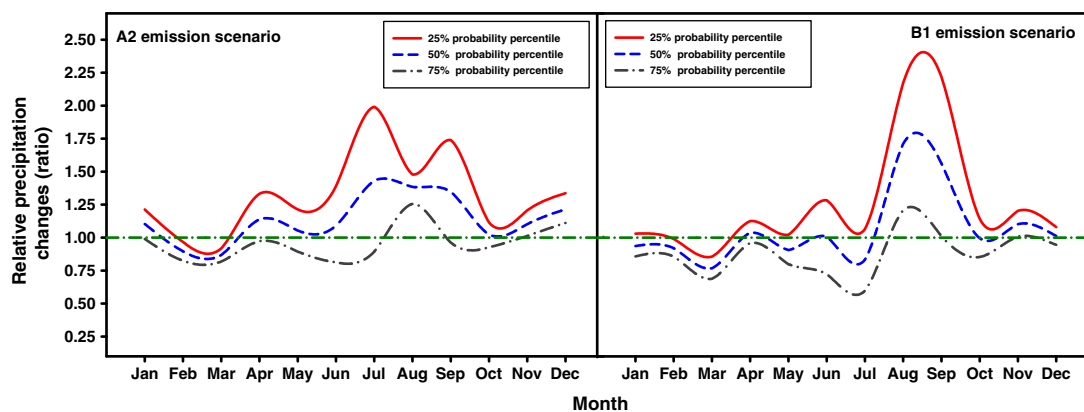 A2 emission scenario
25% probability percentile
50% probability percentile
75% probability percentile
B1 emission scenario
25% probability percentile
50% probability percentile
75% probability percentile
Relative precipitation
changes (ratio)
2.50
2.25
2.00
1.75
1.50
1.25
1.00
0.75
0.50
0.25
Jan Feb Mar Apr May Jun Jul Aug Sep Oct Nov Dec
Jan Feb Mar Apr May Jun Jul Aug Sep Oct Nov Dec
Month